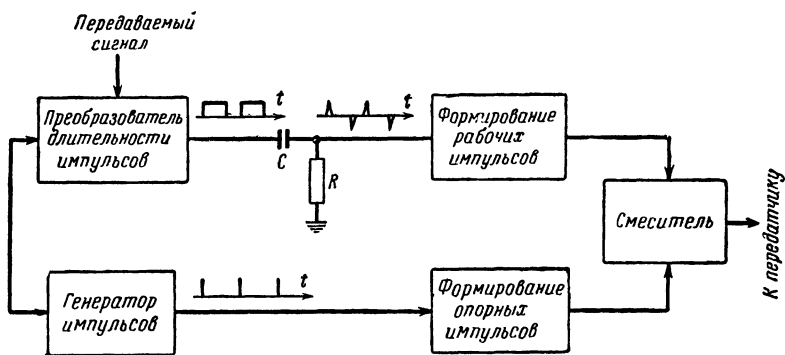 Передаваемый
сигнал
Преобразователь
длительности
импульсов
t
t
C
R
Формирование
рабочих
импульсов
Смеситель
К передатчику
Генератор
импульсов
t
Формирование
опорных
импульсов